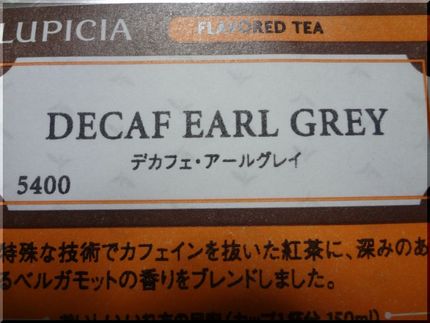 LUPICIA FLAVORED TEA
DECAF EARL GREY
デカフェ・アールグレイ
5400
特殊な技術でカフェインを抜いた紅茶に、深みのあ
るベルガモットの香りをブレンドしました。